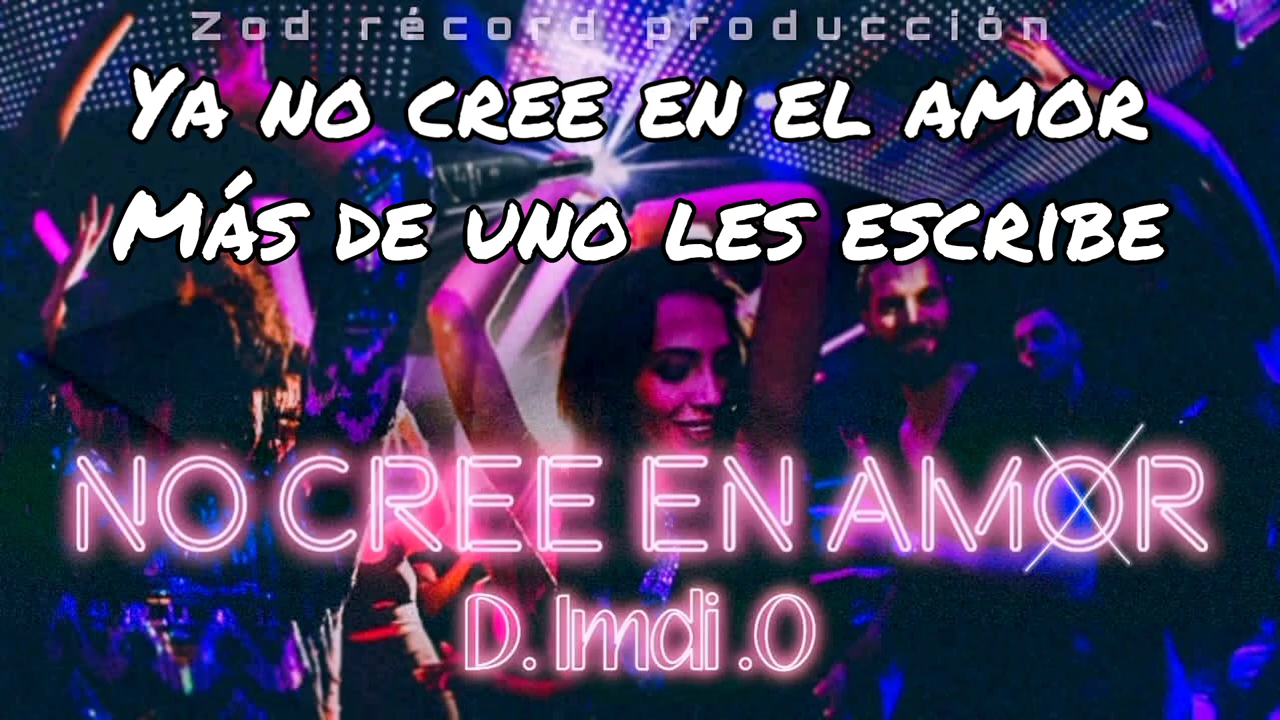 Zod récord producción
Ya no cree en el amor
Más de uno les escribe
NO CREE EN AMOR
D. Imdi .O